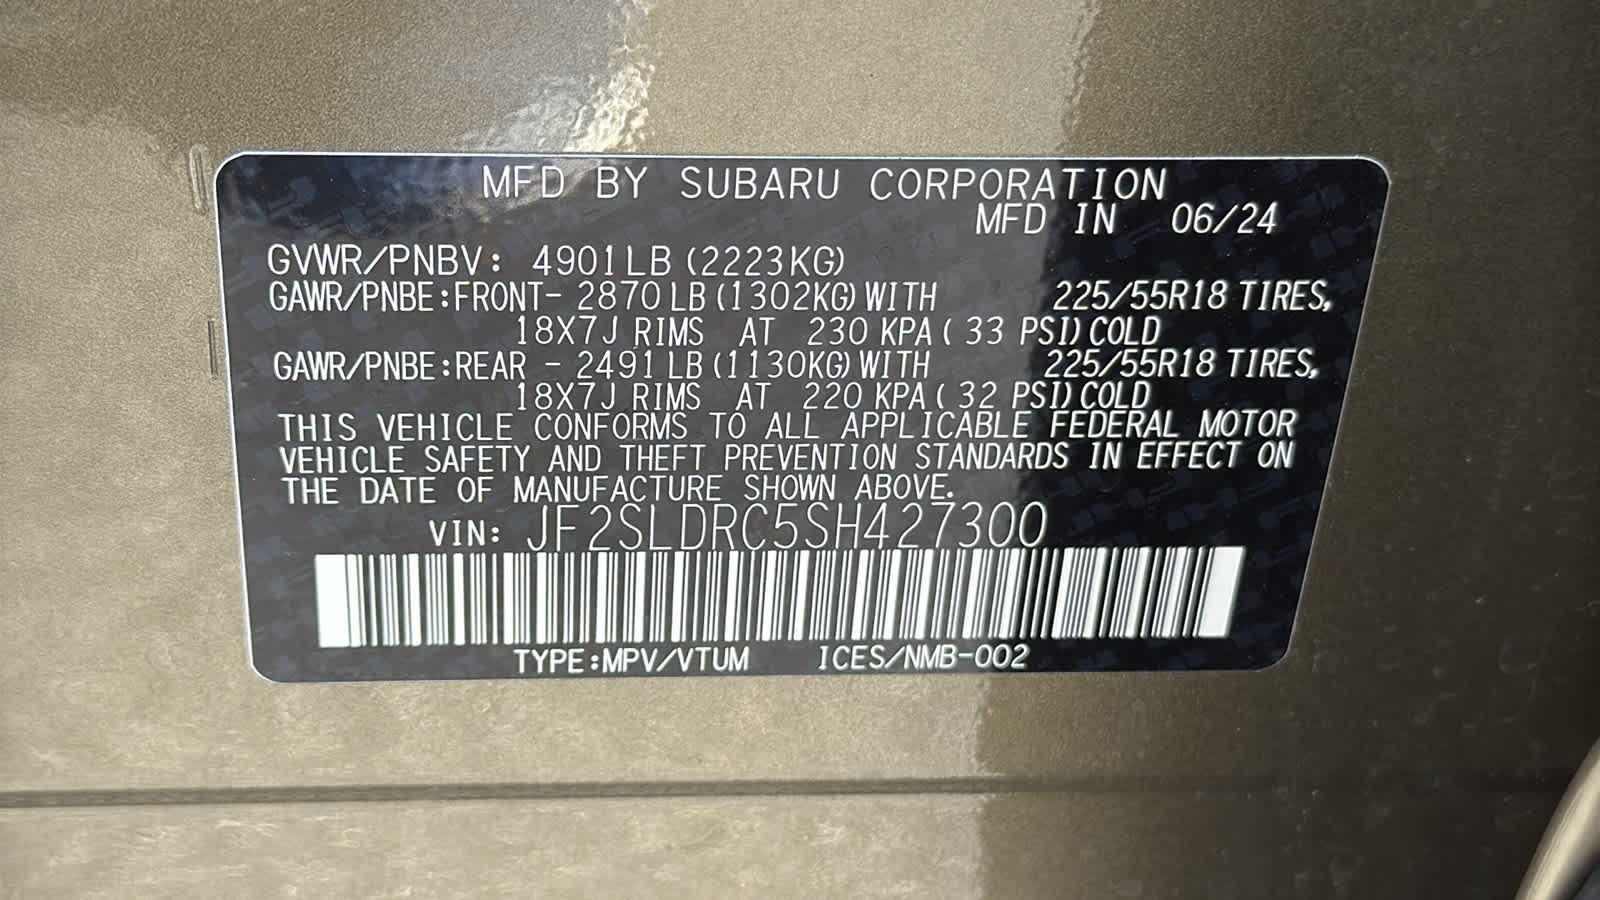 MFD BY SUBARU CORPORATION
MFD IN 06/24
GVWR/PNBV: 4901LB (2223KG)
GAWR/PNBE:FRONT- 2870LB (1302KG) WITH 225/55R18 TIRES,
18X7J RIMS AT 230 KPA ( 33 PSI) COLD
GAWR/PNBE:REAR - 2491LB (1130KG) WITH 225/55R18 TIRES,
18X7J RIMS AT 220 KPA ( 32 PSI) COLD
THIS VEHICLE CONFORMS TO ALL APPLICABLE FEDERAL MOTOR
VEHICLE SAFETY AND THEFT PREVENTION STANDARDS IN EFFECT ON
THE DATE OF MANUFACTURE SHOWN ABOVE.
VIN: JF2SLDRC5SH427300
TYPE:MPV/VTUM ICES/NMB-002